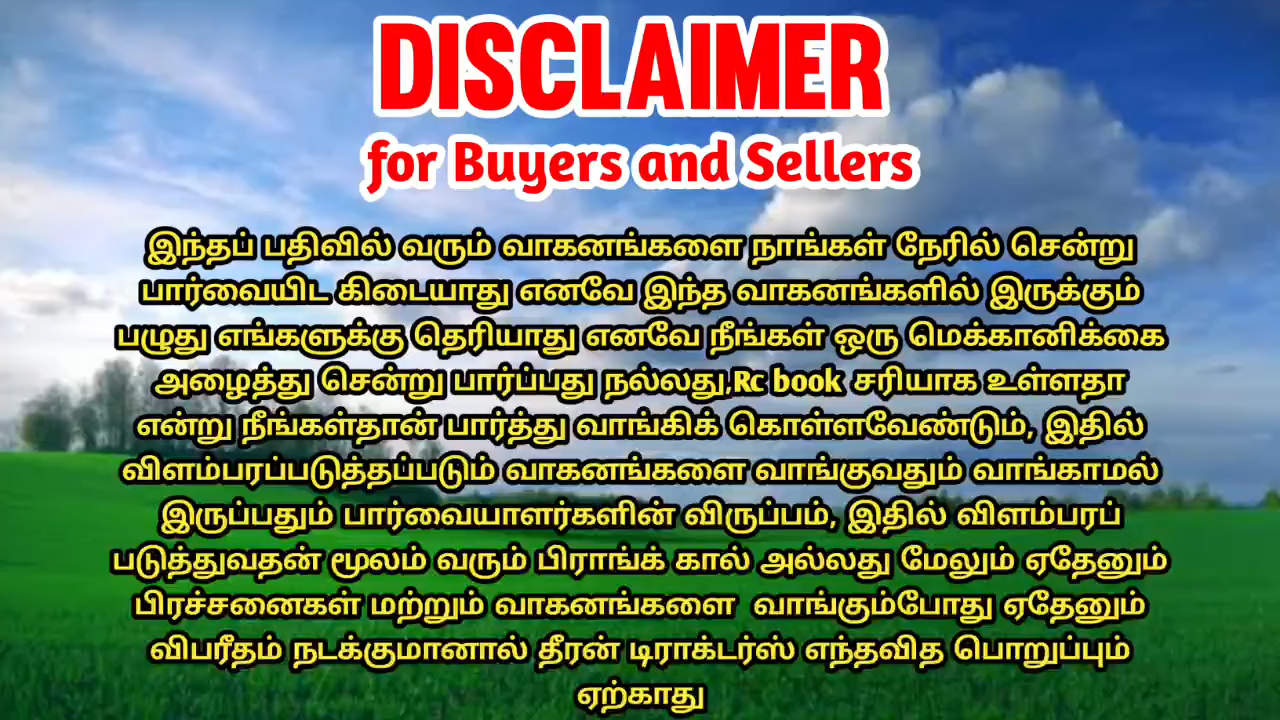 DISCLAIMER
for Buyers and Sellers
இந்தப் பதிவில் வரும் வாகனங்களை நாங்கள் நேரில் சென்று
பார்வையிட கிடையாது எனவே இந்த வாகனங்களில் இருக்கும்
பழுது எங்களுக்கு தெரியாது எனவே நீங்கள் ஒரு மெக்கானிக்கை
அழைத்து சென்று பார்ப்பது நல்லது,Rc book சரியாக உள்ளதா
என்று நீங்கள்தான் பார்த்து வாங்கிக் கொள்ளவேண்டும், இதில்
விளம்பரப்படுத்தப்படும் வாகனங்களை வாங்குவதும் வாங்காமல்
இருப்பதும் பார்வையாளர்களின் விருப்பம், இதில் விளம்பரப்
படுத்துவதன் மூலம் வரும் பிராங்க் கால் அல்லது மேலும் ஏதேனும்
பிரச்சனைகள் மற்றும் வாகனங்களை வாங்கும்போது ஏதேனும்
விபரீதம் நடக்குமானால் தீரன் டிராக்டர்ஸ் எந்தவித பொறுப்பும்
ஏற்காது